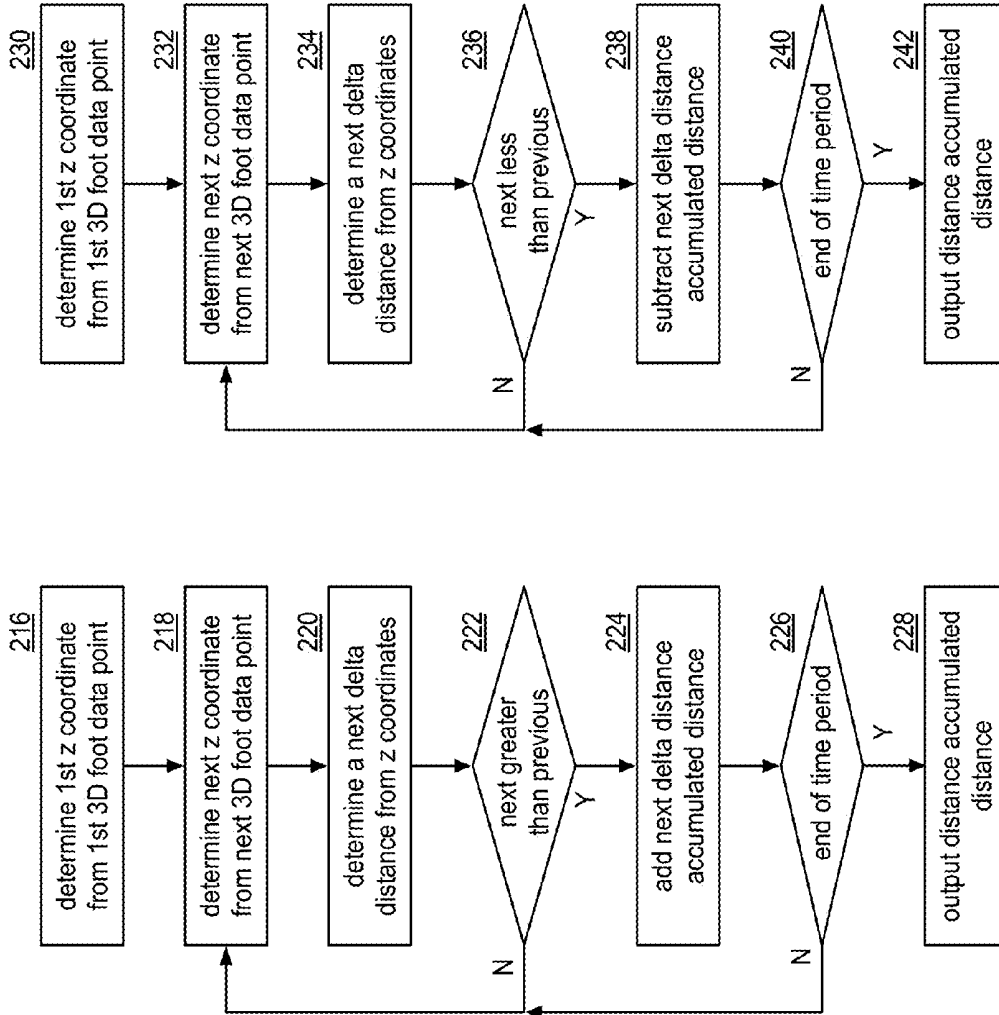 216
determine 1st z coordinate
from 1st 3D foot data point
218
determine next z coordinate
from next 3D foot data point
220
determine a next delta
distance from z coordinates
222
next greater
than previous
N
Y
224
add next delta distance
accumulated distance
226
end of time period
N
Y
228
output distance accumulated
distance
230
determine 1st z coordinate
from 1st 3D foot data point
232
determine next z coordinate
from next 3D foot data point
234
determine a next delta
distance from z coordinates
236
next less
than previous
N
Y
238
subtract next delta distance
accumulated distance
240
end of time period
N
Y
242
output distance accumulated
distance